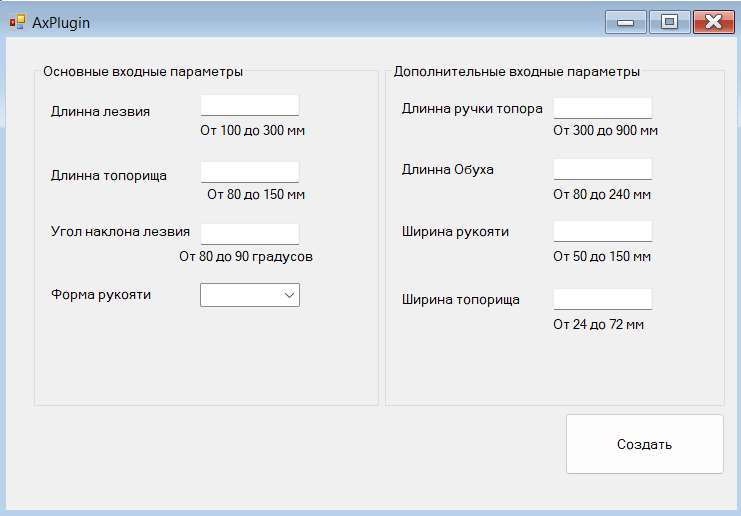 AxPlugin
Основные входные параметры
Длинна лезвия
От 100 до 300 мм
Длинна топорища
От 80 до 150 мм
Угол наклона лезвия
От 80 до 90 градусов
Форма рукояти
Дополнительные входные параметры
Длинна ручки топора
От 300 до 900 мм
Длинна Обуха
От 80 до 240 мм
Ширина рукояти
От 50 до 150 мм
Ширина топорища
От 24 до 72 мм
Создать